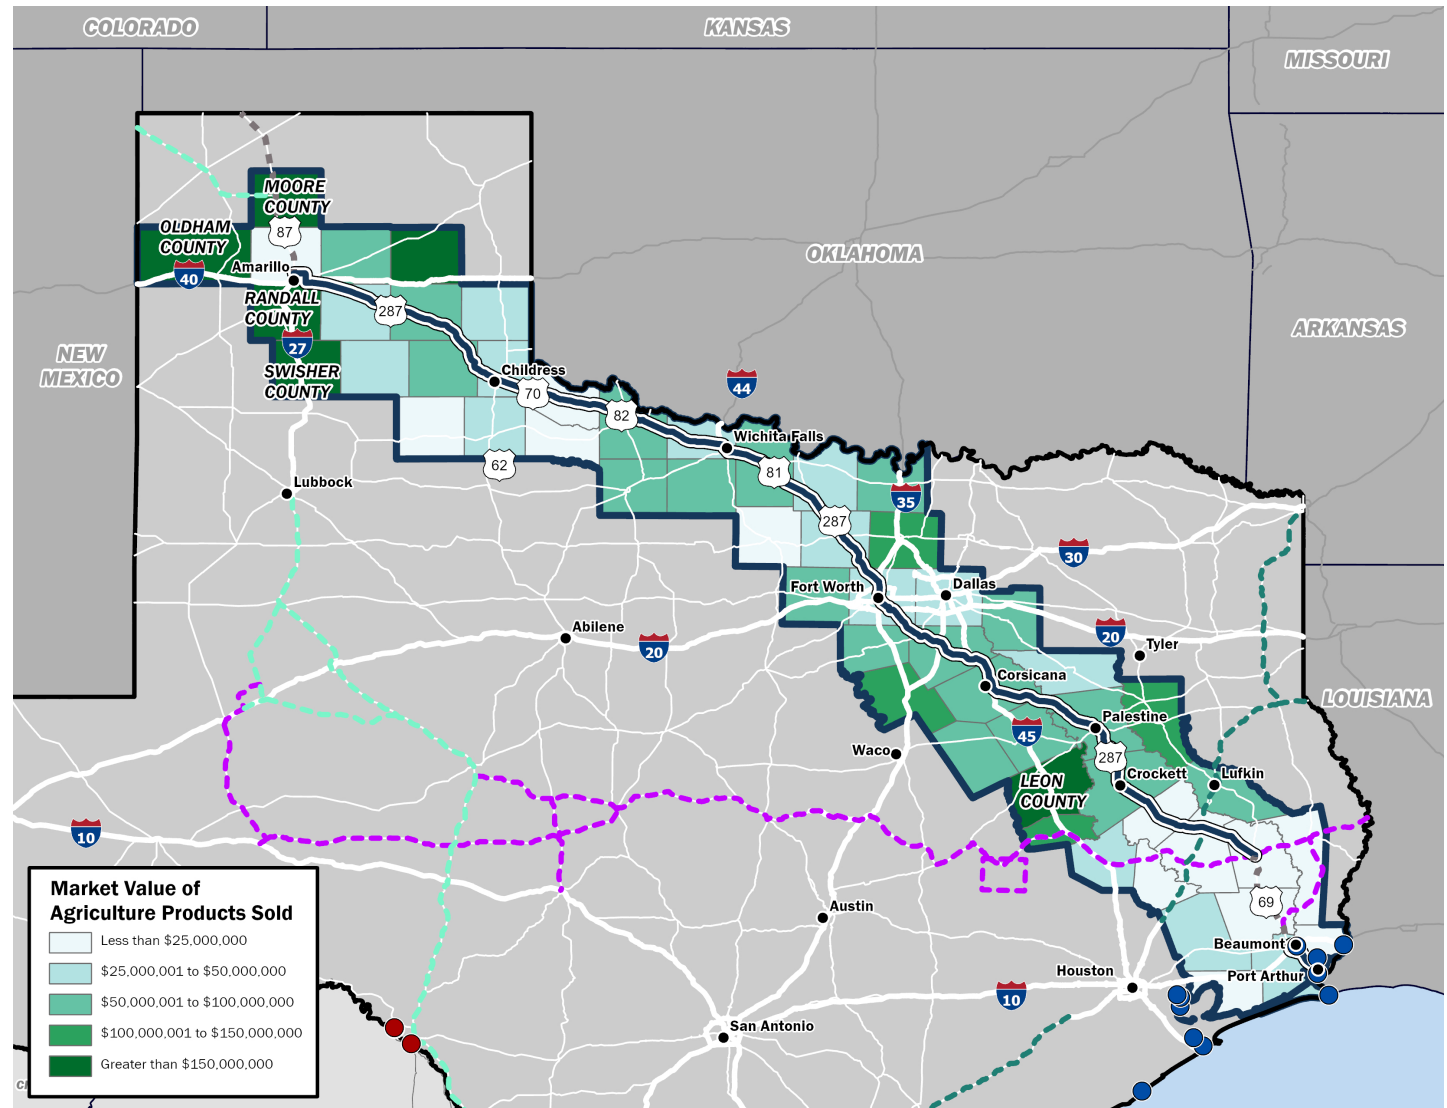 COLORADO
KANSAS
MISSOURI
MOORE
COUNTY
OLDHAM
COUNTY
87
OKLAHOMA
Amarillo
40
RANDALL
COUNTY
287
ARKANSAS
27
NEW
MEXICO
SWISHER
COUNTY
Childress
70
44
82
Wichita Falls
62
81
Lubbock
35
287
30
Fort Worth
Dallas
Abilene
20
20
Tyler
Corsicana
LOUISIANA
Palestine
45
Waco
287
LEON
COUNTY
Crockett
Lufkin
10
Market Value of
Agriculture Products Sold
Less than $25,000,000
$25,000,001 to $50,000,000
$50,000,001 to $100,000,000
$100,000,001 to $150,000,000
Greater than $150,000,000
69
Austin
Beaumont
Houston
Port Arthur
10
San Antonio